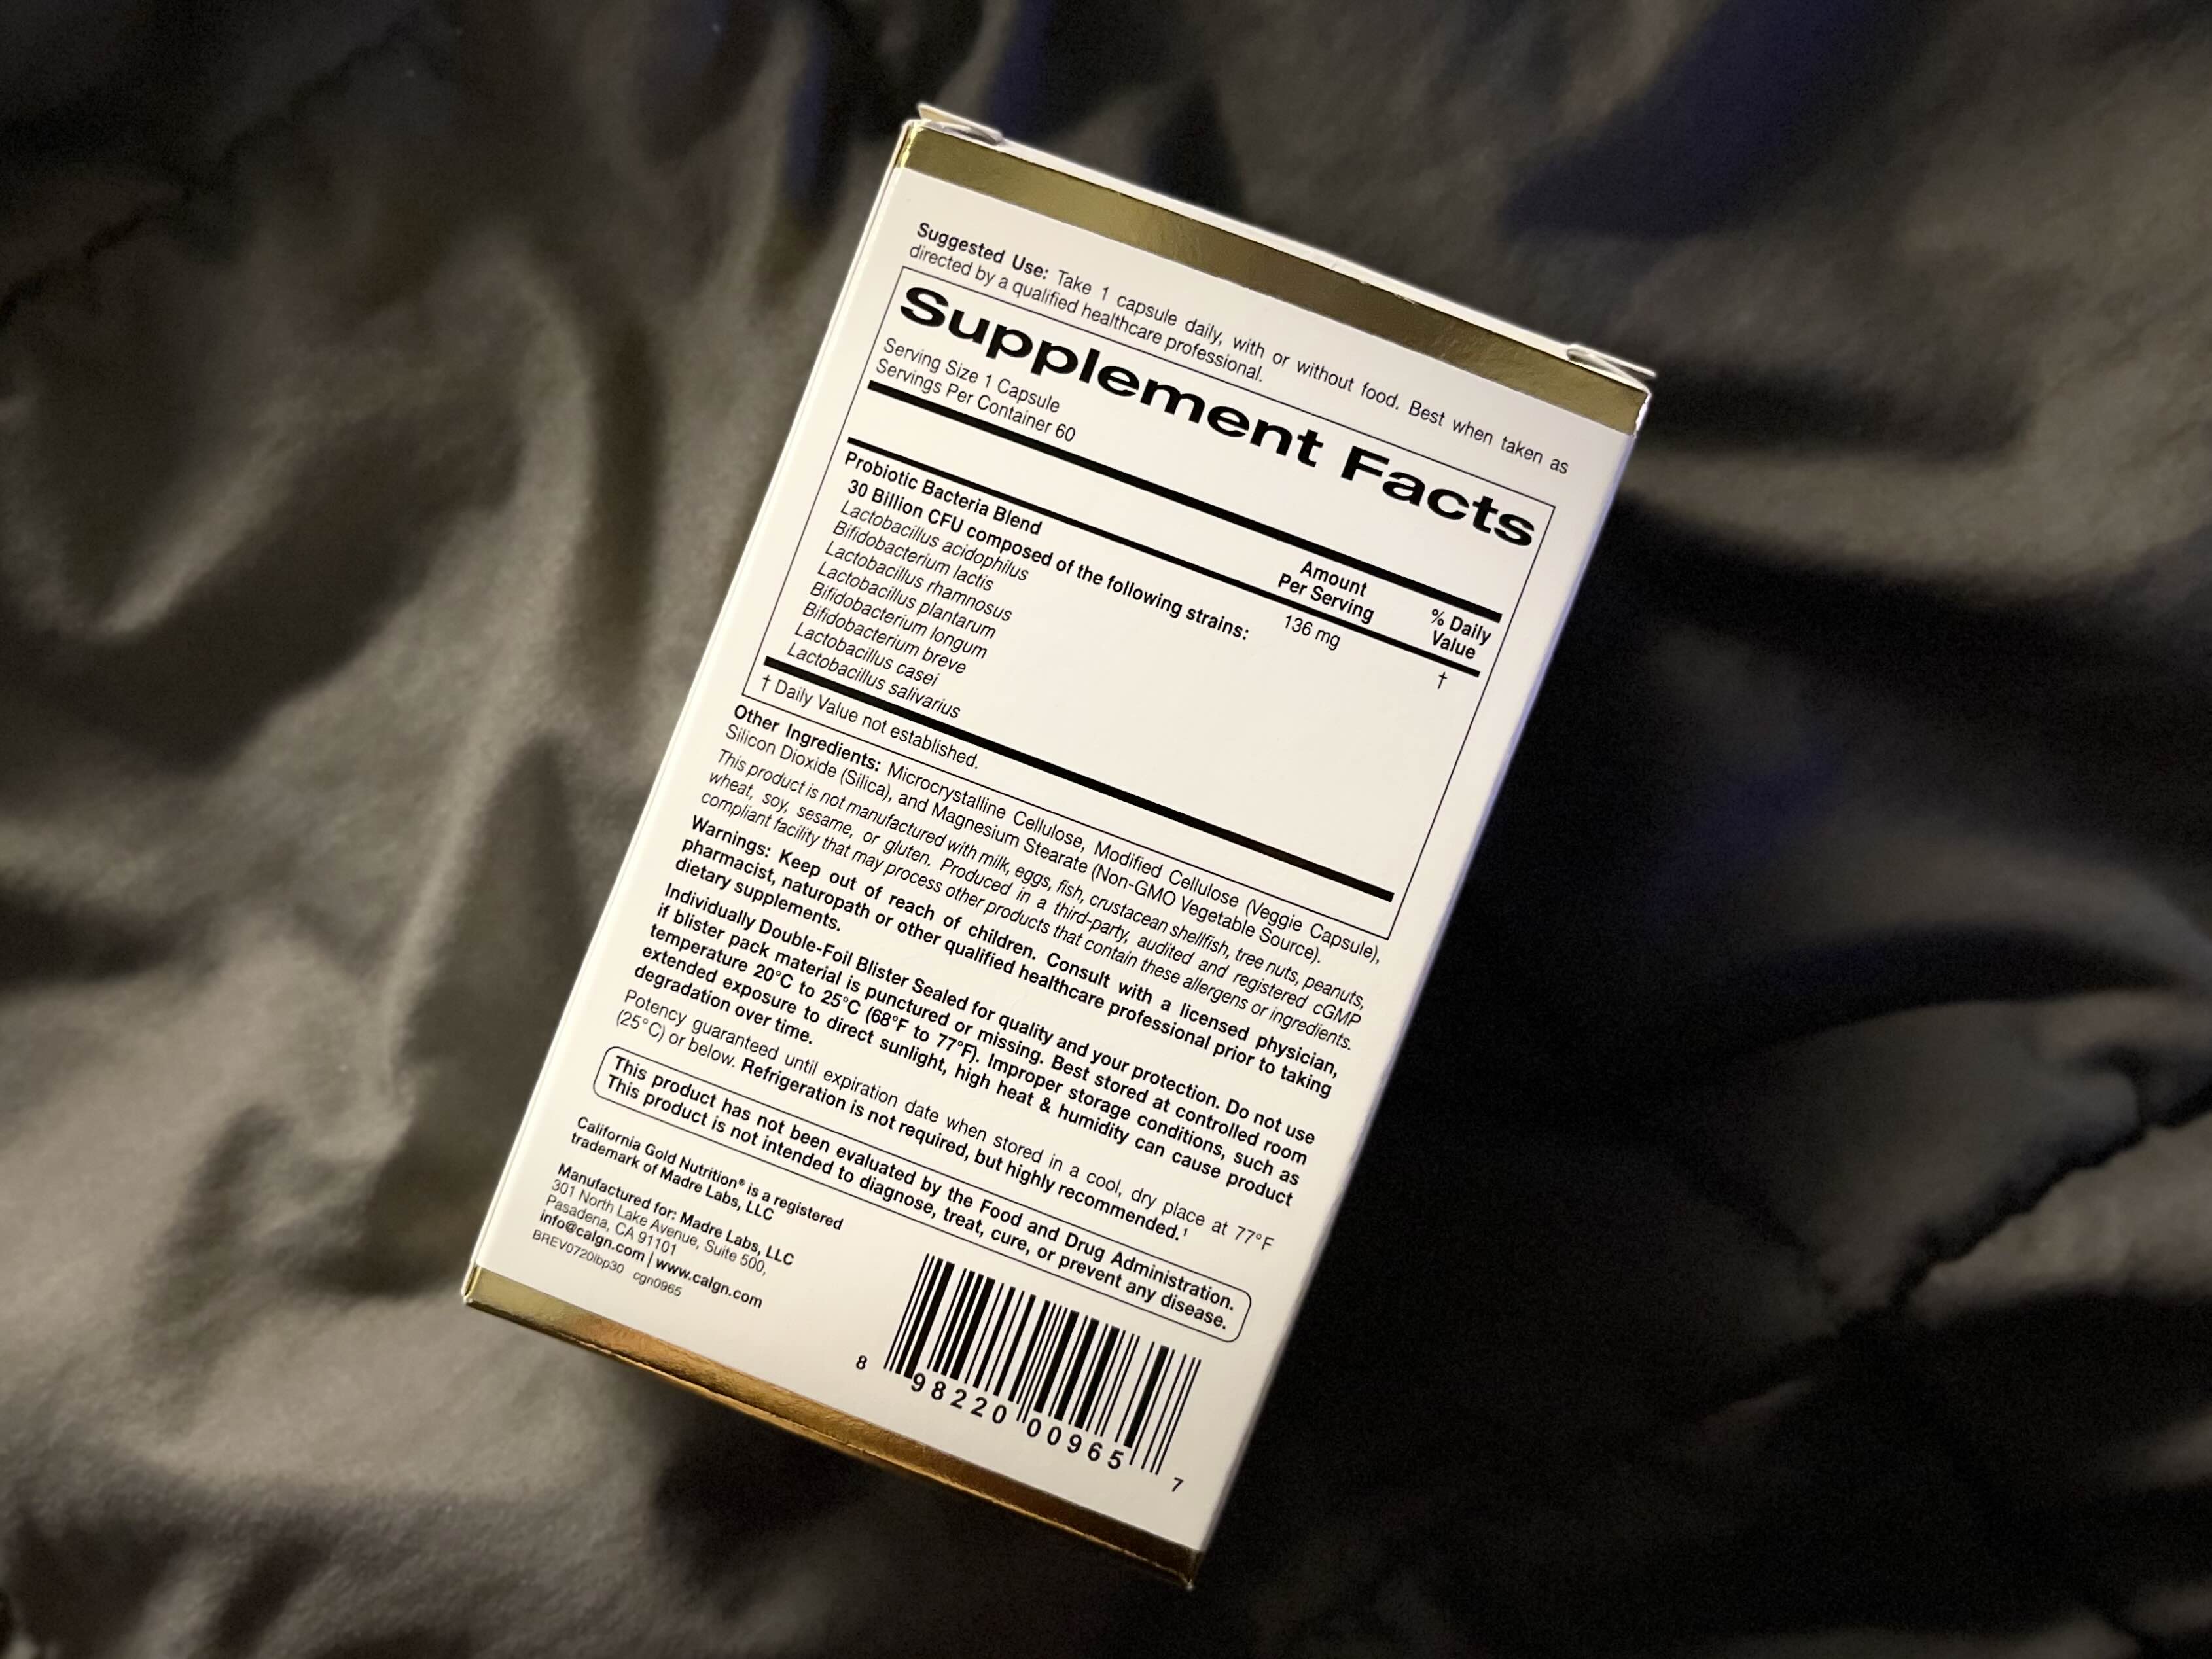 Suggested Use: Take 1 capsule daily, with or without food. Best when taken as
directed by a qualified healthcare professional.
Supplement Facts
Serving Size 1 Capsule
Servings Per Container 60
Amount
Per Serving
% Daily
Value
Probiotic Bacteria Blend
30 Billion CFU composed of the following strains:
136 mg
†
Lactobacillus acidophilus
Bifidobacterium lactis
Lactobacillus rhamnosus
Lactobacillus plantarum
Bifidobacterium longum
Bifidobacterium breve
Lactobacillus casei
Lactobacillus salivarius
† Daily Value not established.
Other Ingredients: Microcrystalline Cellulose, Modified Cellulose (Veggie Capsule),
Silicon Dioxide (Silica), and Magnesium Stearate (Non-GMO Vegetable Source).
This product is not manufactured with milk, eggs, fish, crustacean shellfish, tree nuts, peanuts,
wheat, soy, sesame, or gluten. Produced in a third-party, audited and registered cGMP
compliant facility that may process other products that contain these allergens or ingredients.
Warnings: Keep out of reach of children. Consult with a licensed physician,
pharmacist, naturopath or other qualified healthcare professional prior to taking
dietary supplements.
Individually Double-Foil Blister Sealed for quality and your protection. Do not use
if blister pack material is punctured or missing. Best stored at controlled room
temperature 20°C to 25°C (68°F to 77°F). Improper storage conditions, such as
extended exposure to direct sunlight, high heat & humidity can cause product
degradation over time.
Potency guaranteed until expiration date when stored in a cool, dry place at 77°F
(25°C) or below. Refrigeration is not required, but highly recommended.¹
This product has not been evaluated by the Food and Drug Administration.
This product is not intended to diagnose, treat, cure, or prevent any disease.
California Gold Nutrition® is a registered
trademark of Madre Labs, LLC
Manufactured for: Madre Labs, LLC
301 North Lake Avenue, Suite 500,
Pasadena, CA 91101
info@calgn.com | www.calgn.com
BREV0720lbp30 cgn0965
8 98220 00965 7